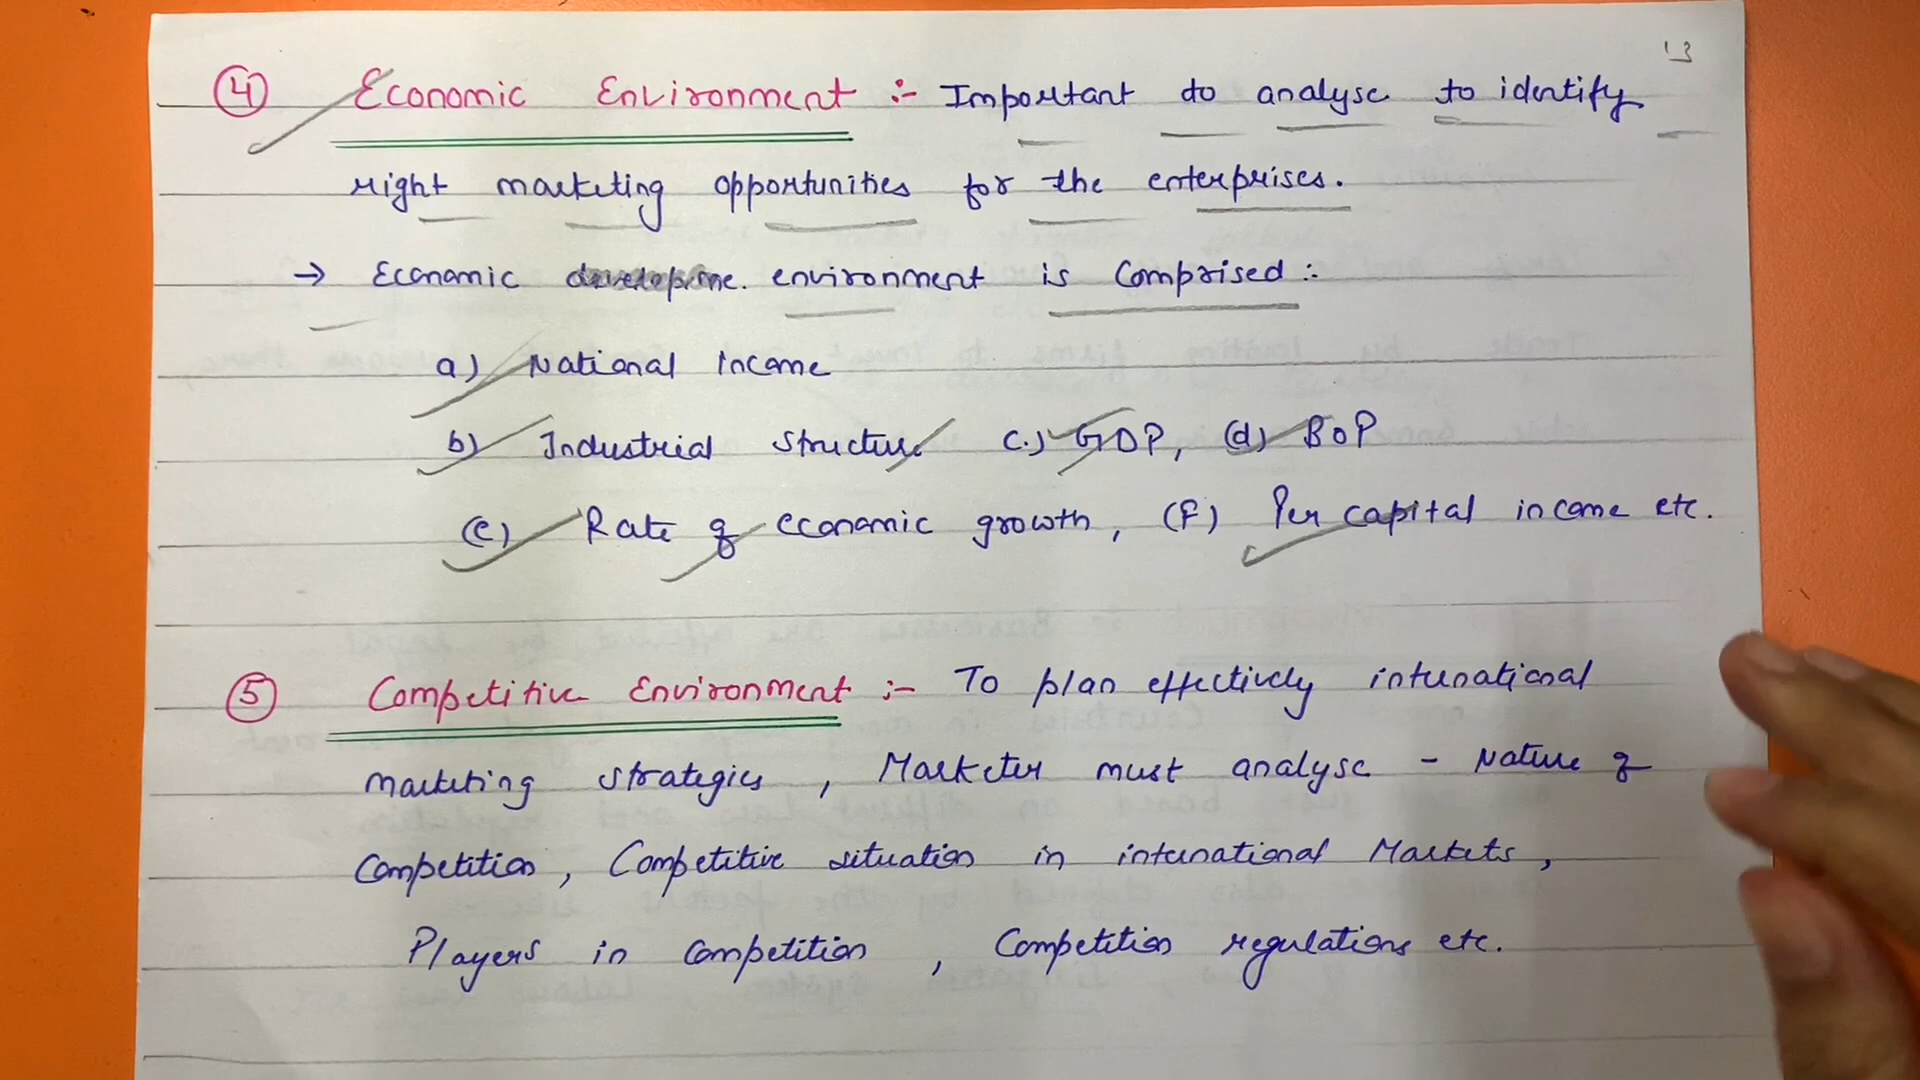 13
④ Economic Environment :- Important to analyse to identify
right marketing opportunities for the enterprises.
→ Economic environment is comprised :-
a) National Income
b) Industrial structure c.) GDP, (d) BOP
(e) Rate of economic growth, (F) Per capital income etc.
⑤ Competitive Environment :- To plan effectively international
marketing strategies, Marketer must analyse - Nature of
Competition, Competitive situation in international Markets,
Players in competition, Competition regulations etc.